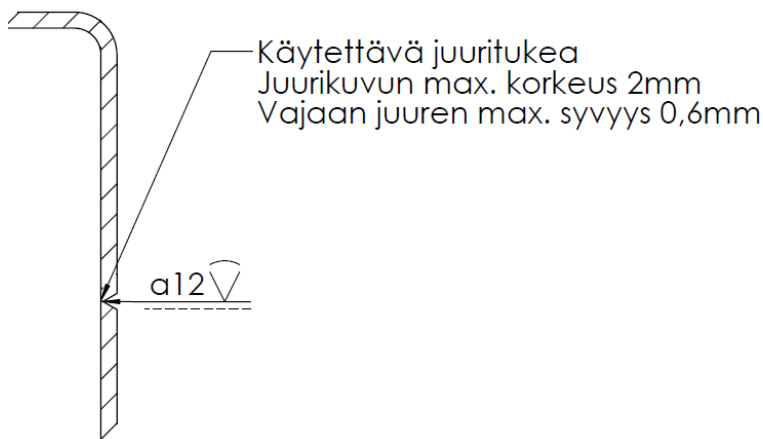 Käytettävä juuritukea
Juurikuvun max. korkeus 2mm
Vajaan juuren max. syvyys 0,6mm
a12